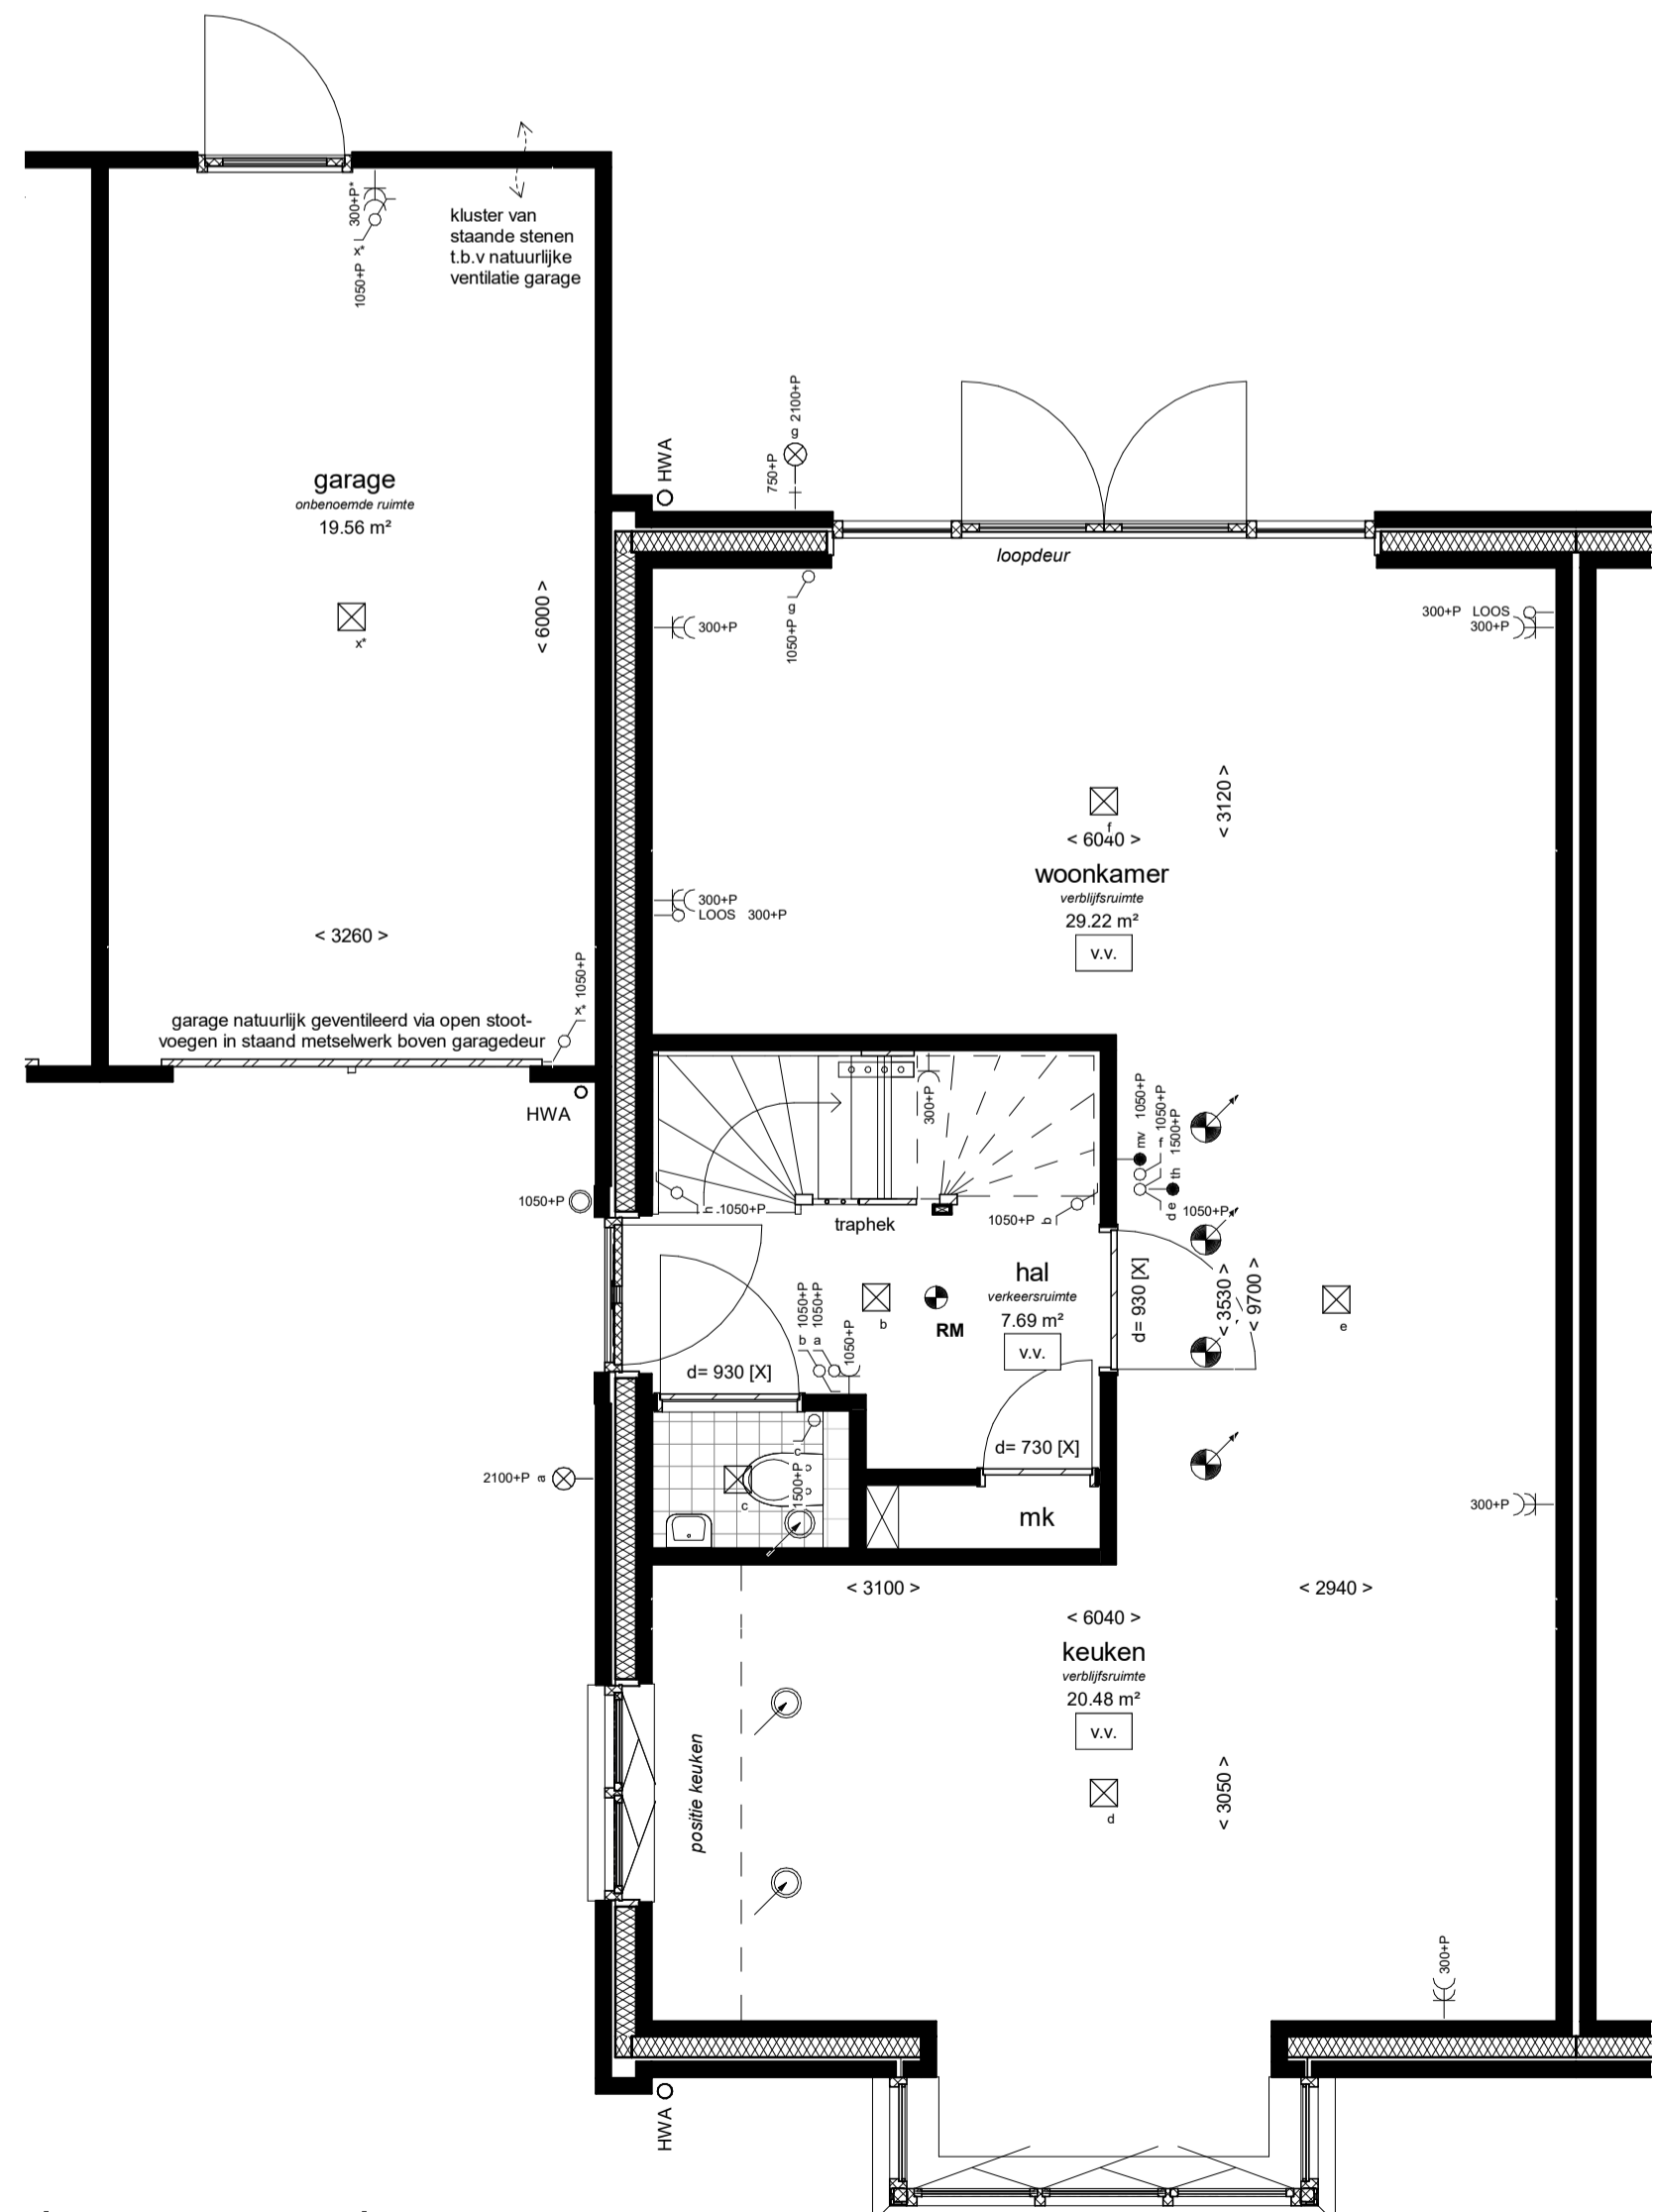 300+P*
x*
1050+P
kluster van
staande stenen
t.b.v natuurlijke
ventilatie garage
garage
onbenoemde ruimte
19.56 m²
x*
< 6000 >
< 3260 >
x* 1050+P
garage natuurlijk geventileerd via open stoot-
voegen in staand metselwerk boven garagedeur
HWA
HWA
g 2100+P
750+P
loopdeur
1050+P g
300+P
300+P LOOS
300+P
f
< 6040 >
< 3120 >
woonkamer
verblijfsruimte
29.22 m²
v.v.
300+P
LOOS 300+P
300+P
mv 1050+P
f 1050+P
th 1500+P
d e 1050+P
1050+P
h 1050+P
1050+P b
traphek
hal
verkeersruimte
7.69 m²
v.v.
b
RM
b 1050+P
a 1050+P
1050+P
d= 930 [X]
d= 930 [X]
< 3530 >
< 9700 >
e
d= 730 [X]
2100+P a
c
c
1500+P
mk
300+P
< 3100 >
< 2940 >
< 6040 >
keuken
verblijfsruimte
20.48 m²
v.v.
d
< 3050 >
positie keuken
300+P
HWA